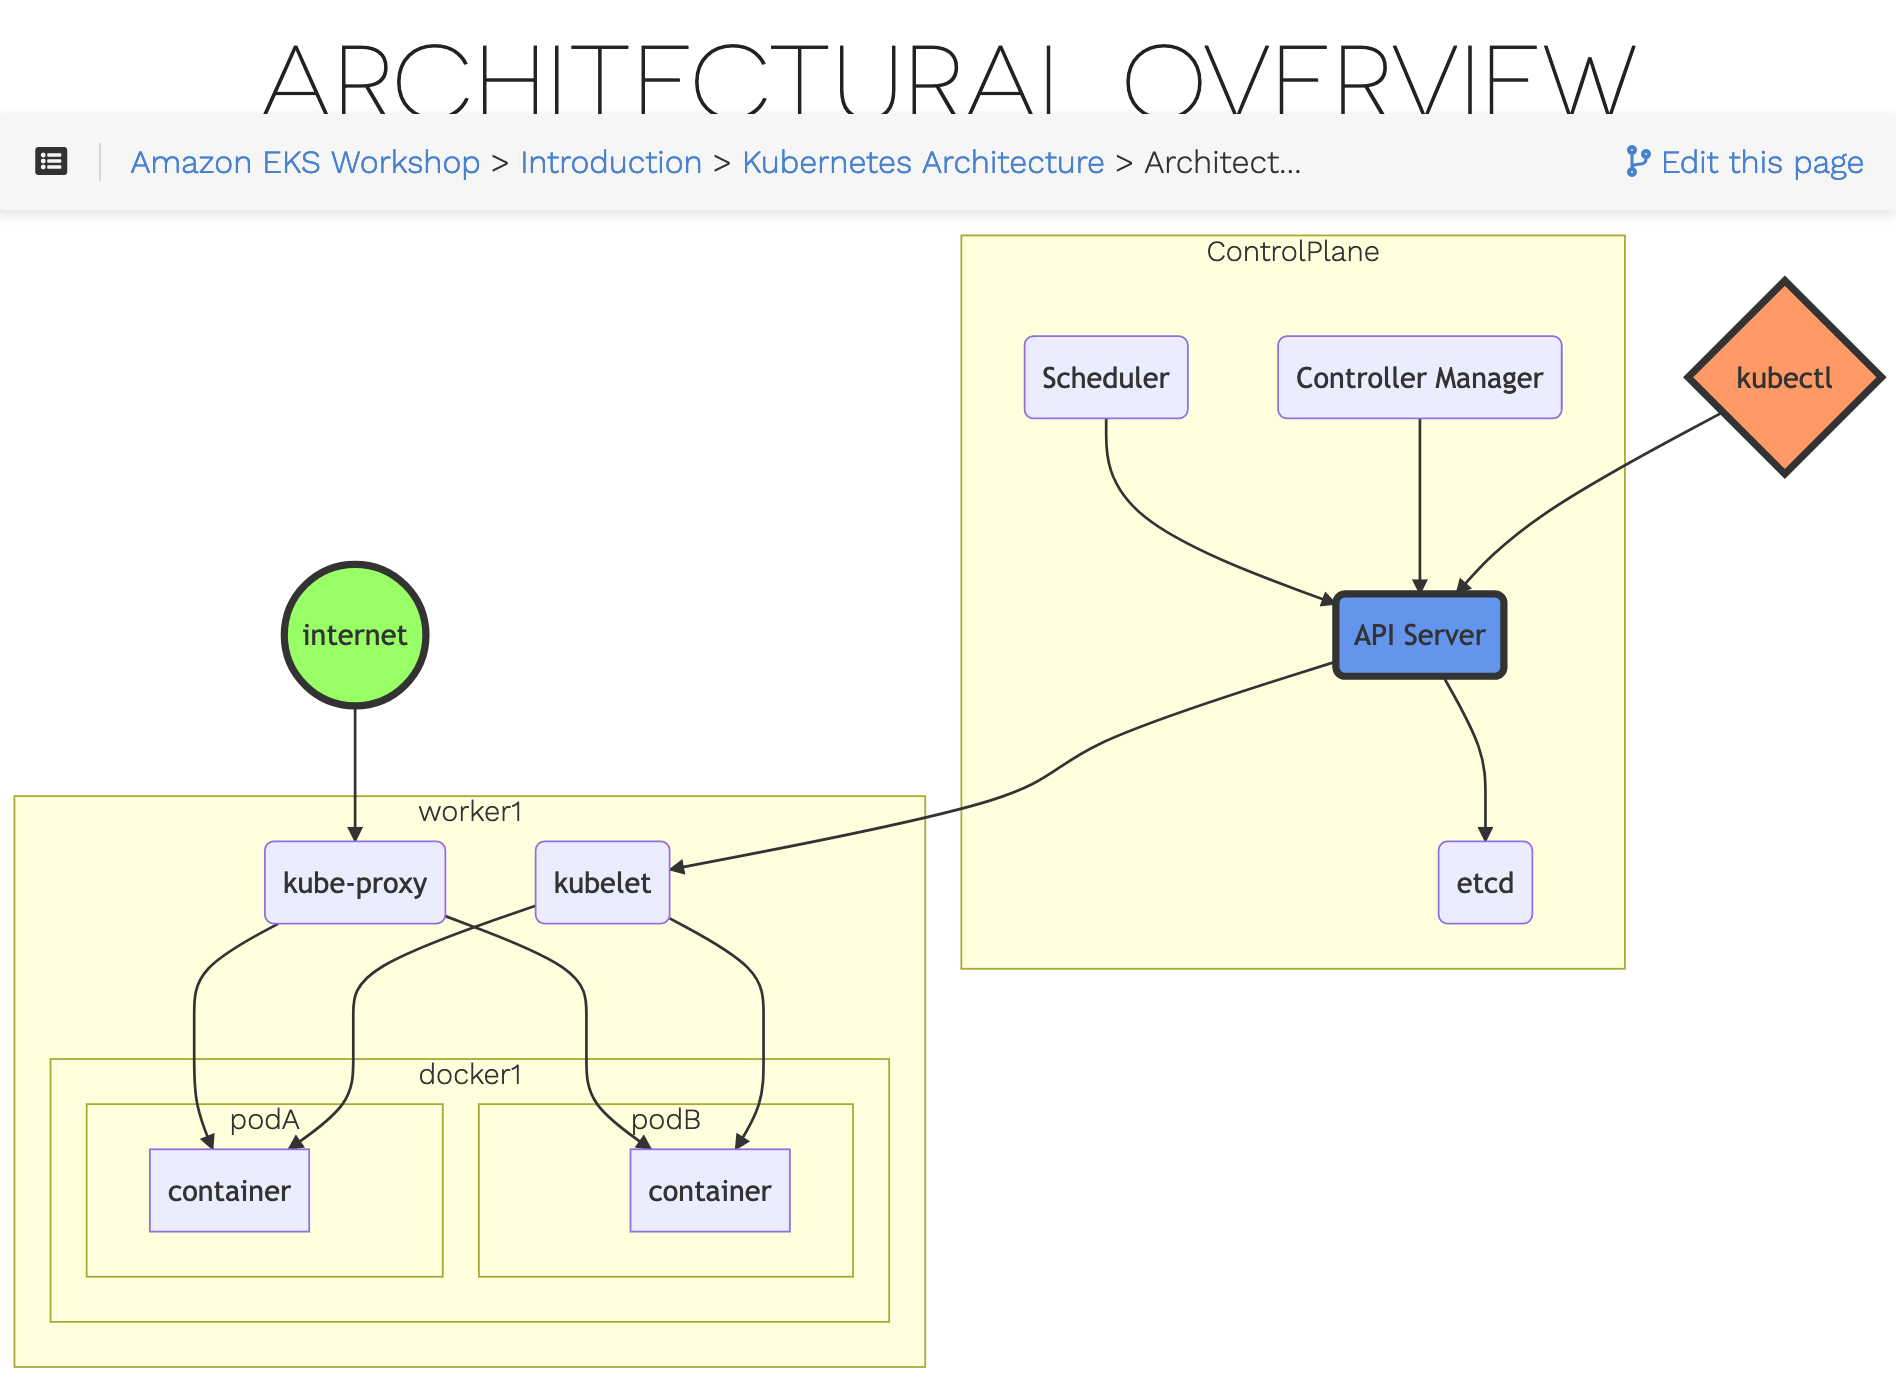 ARCHITECTURAL OVERVIEW
Amazon EKS Workshop > Introduction > Kubernetes Architecture > Architect...
Edit this page
ControlPlane
Scheduler
Controller Manager
kubectl
internet
API Server
worker1
kube-proxy
kubelet
etcd
docker1
podA
podB
container
container